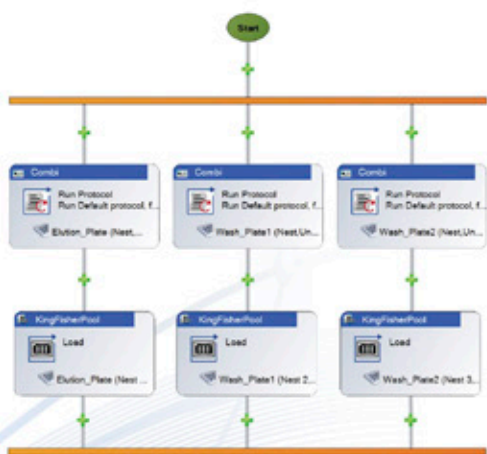 Start
Combi
Run Protocol
Run Default protocol, f...
Elution_Plate (Nest,...
Combi
Run Protocol
Run Default protocol, f...
Wash_Plate1 (Nest,Un...
Combi
Run Protocol
Run Default protocol, f...
Wash_Plate2 (Nest,Un...
KingFisherPool
Load
Elution_Plate (Nest ...
KingFisherPool
Load
Wash_Plate1 (Nest 2,...
KingFisherPool
Load
Wash_Plate2 (Nest 3,...